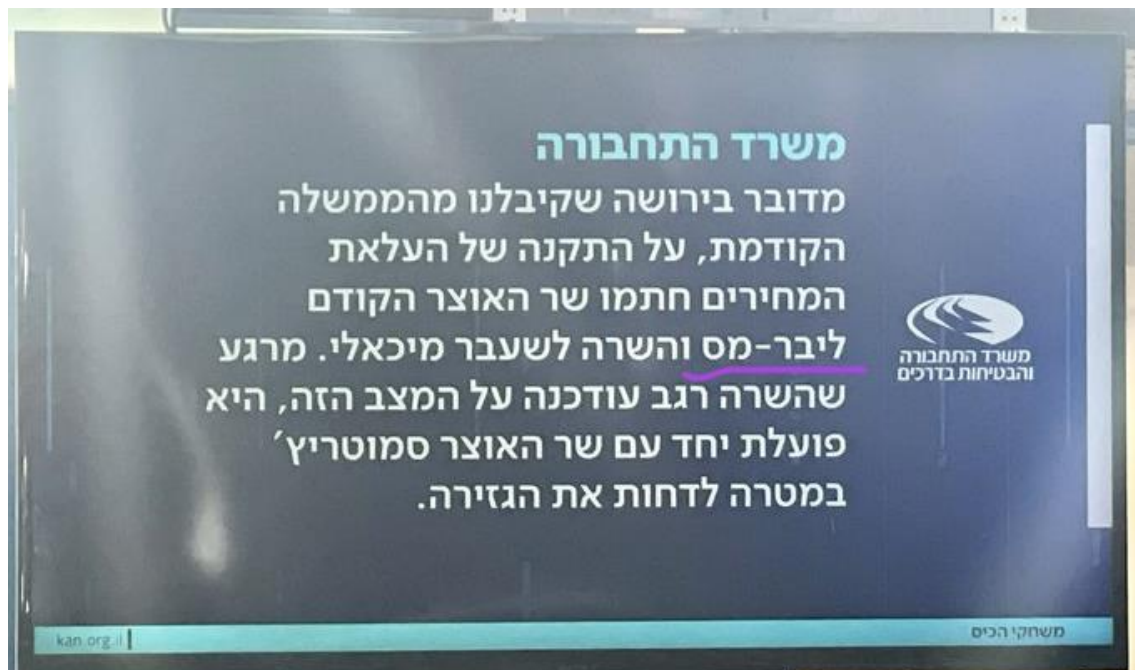 משרד התחבורה
מדובר בירושה שקיבלנו מהממשלה
הקודמת, על התקנה של העלאת
המחירים חתמו שר האוצר הקודם
ליבר-מס והשרה לשעבר מיכאלי. מרגע
שהשרה רגב עודכנה על המצב הזה, היא
פועלת יחד עם שר האוצר סמוטריץ׳
במטרה לדחות את הגזירה.
משרד התחבורה
והבטיחות בדרכים
משחקי הכיס
kan.org.il